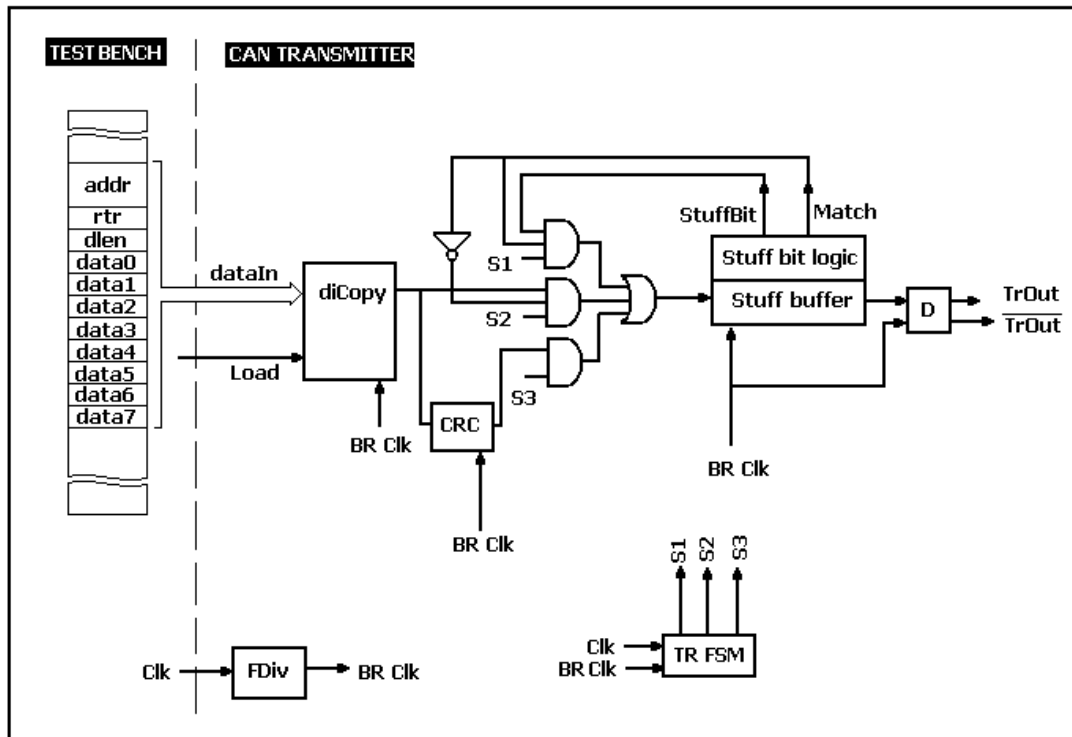 TEST BENCH
CAN TRANSMITTER
addr
rtr
dlen
data0
data1
data2
data3
data4
data5
data6
data7
dataIn
Load
diCopy
BR Clk
CRC
BR Clk
S1
S2
S3
StuffBit
Match
Stuff bit logic
Stuff buffer
BR Clk
D
TrOut
TrOut
Clk
FDiv
BR Clk
S1
S2
S3
Clk
BR Clk
TR FSM